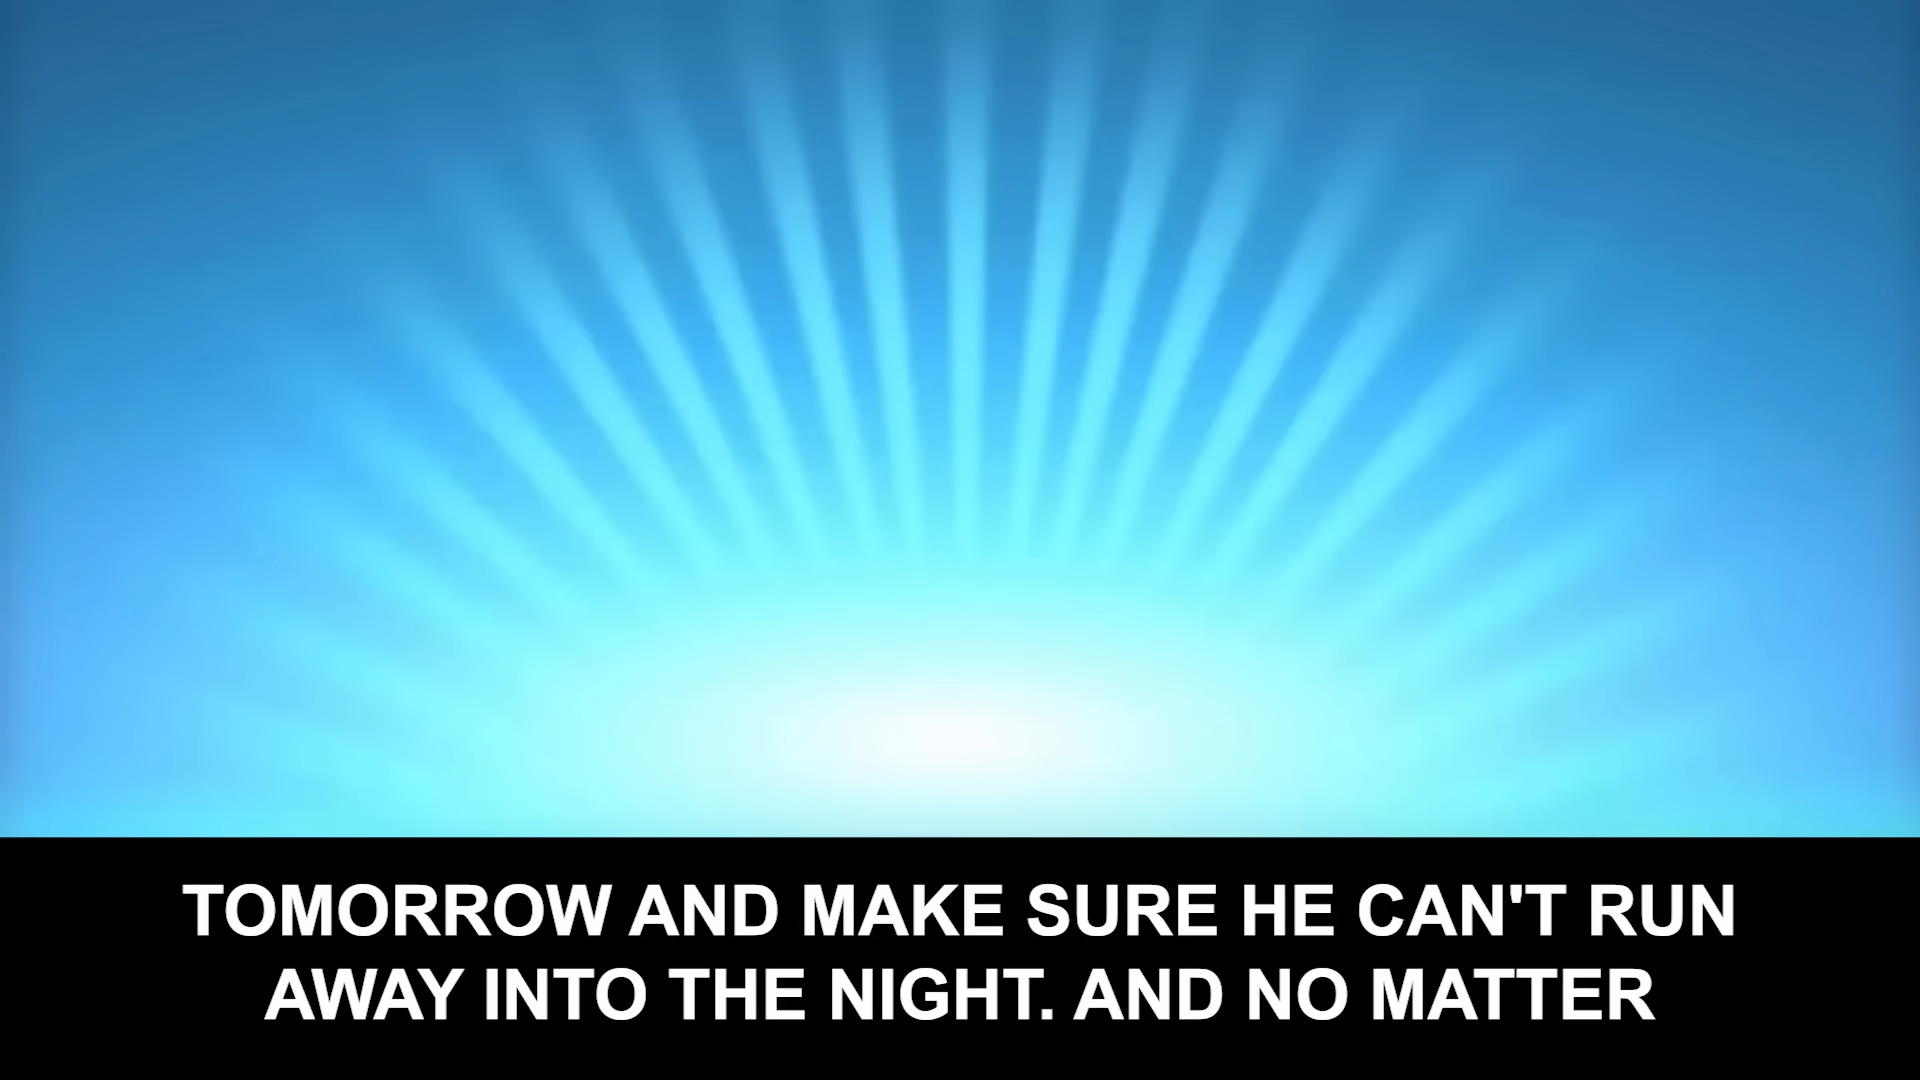 TOMORROW AND MAKE SURE HE CAN'T RUN
AWAY INTO THE NIGHT. AND NO MATTER